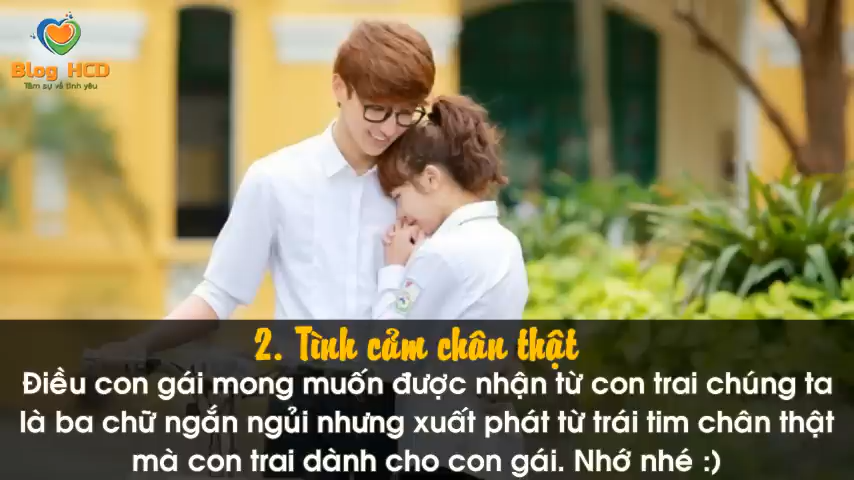 Blog HCD
Tâm sự về tình yêu
2. Tình cảm chân thật
Điều con gái mong muốn được nhận từ con trai chúng ta
là ba chữ ngắn ngủi nhưng xuất phát từ trái tim chân thật
mà con trai dành cho con gái. Nhớ nhé :)